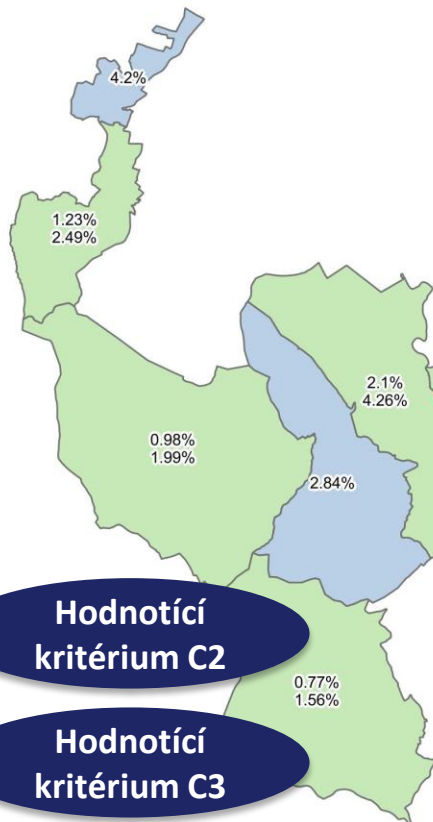 4.2%
1.23%
2.49%
2.1%
4.26%
0.98%
1.99%
2.84%
Hodnotící
kritérium C2
0.77%
1.56%
Hodnotící
kritérium C3